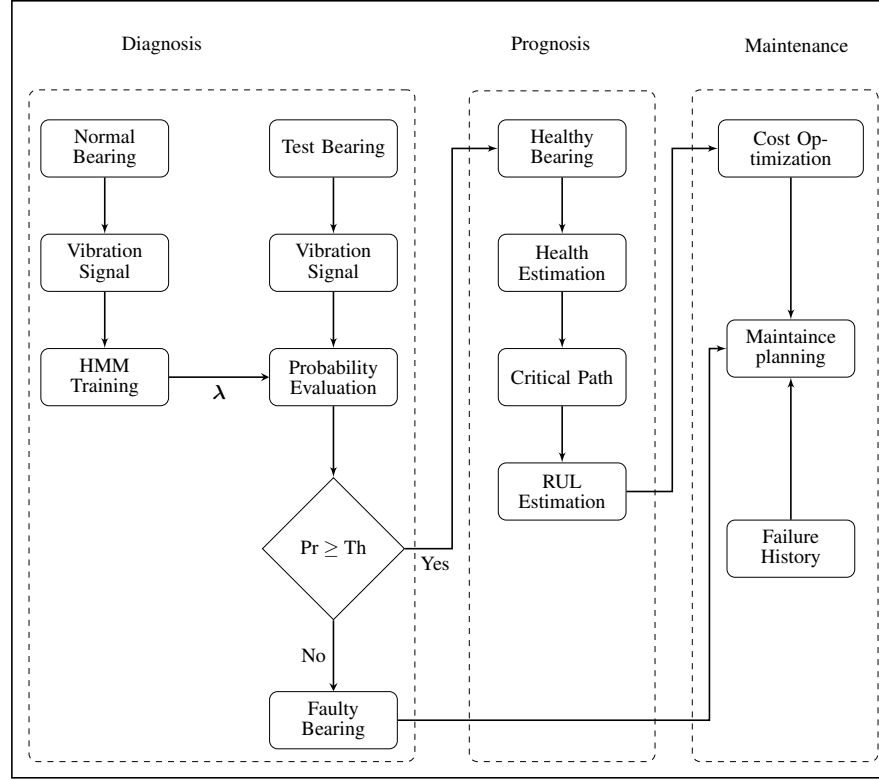 Diagnosis
Prognosis
Maintenance
Normal
Bearing
Test Bearing
Healthy
Bearing
Cost Op-
timization
Vibration
Signal
Vibration
Signal
Health
Estimation
Maintaince
planning
HMM
Training
λ
Probability
Evaluation
Critical Path
RUL
Estimation
Pr ≥ Th
Yes
Failure
History
No
Faulty
Bearing